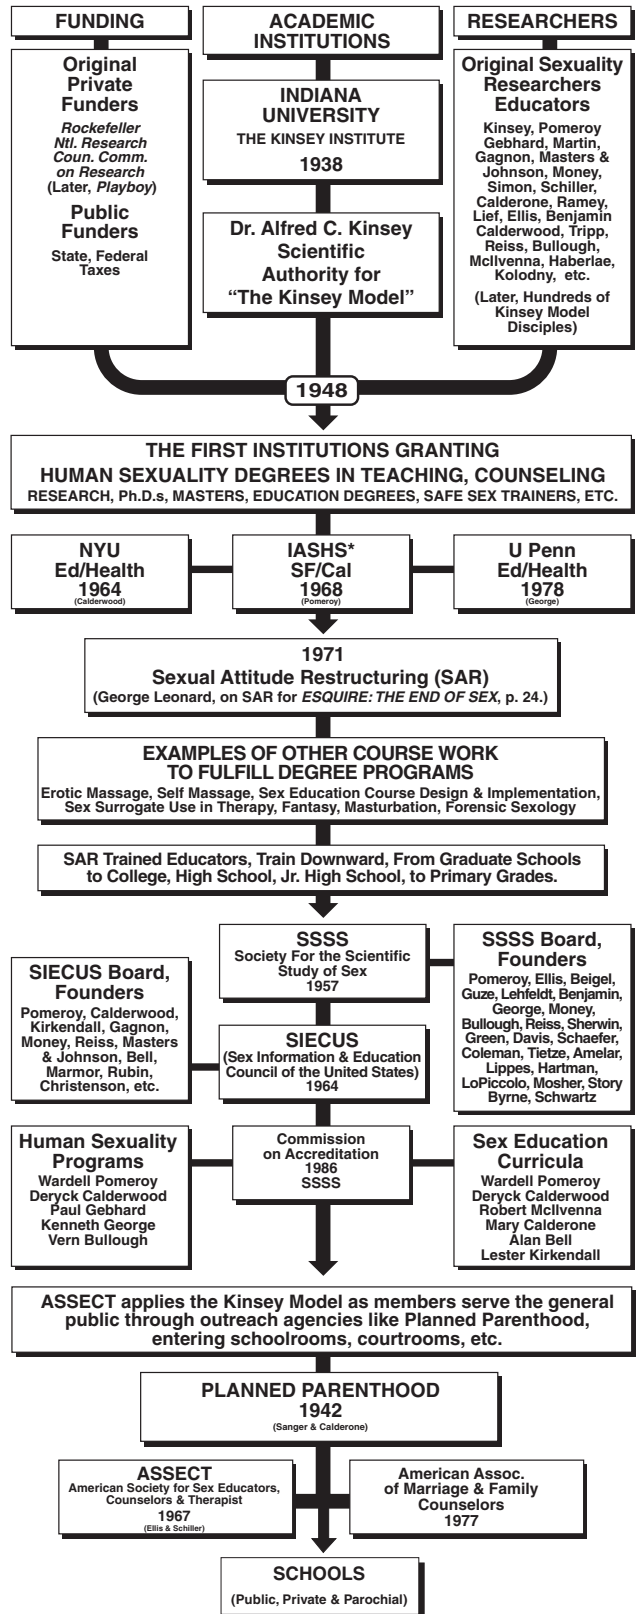 FUNDING
Original
Private
Funders
Rockefeller
Ntl. Research
Coun. Comm.
on Research
(Later, Playboy)
Public
Funders
State, Federal
Taxes
ACADEMIC
INSTITUTIONS
INDIANA
UNIVERSITY
THE KINSEY INSTITUTE
1938
Dr. Alfred C. Kinsey
Scientific
Authority for
“The Kinsey Model”
RESEARCHERS
Original Sexuality
Researchers
Educators
Kinsey, Pomeroy
Gebhard, Martin,
Gagnon, Masters &
Johnson, Money,
Simon, Schiller,
Calderone, Ramey,
Lief, Ellis, Benjamin
Calderwood, Tripp,
Reiss, Bullough,
McIlvenna, Haberlae,
Kolodny, etc.
(Later, Hundreds of
Kinsey Model
Disciples)
1948
THE FIRST INSTITUTIONS GRANTING
HUMAN SEXUALITY DEGREES IN TEACHING, COUNSELING
RESEARCH, Ph.D.s, MASTERS, EDUCATION DEGREES, SAFE SEX TRAINERS, ETC.
NYU
Ed/Health
1964
(Calderwood)
IASHS*
SF/Cal
1968
(Pomeroy)
U Penn
Ed/Health
1978
(George)
1971
Sexual Attitude Restructuring (SAR)
(George Leonard, on SAR for ESQUIRE: THE END OF SEX, p. 24.)
EXAMPLES OF OTHER COURSE WORK
TO FULFILL DEGREE PROGRAMS
Erotic Massage, Self Massage, Sex Education Course Design & Implementation,
Sex Surrogate Use in Therapy, Fantasy, Masturbation, Forensic Sexology
SAR Trained Educators, Train Downward, From Graduate Schools
to College, High School, Jr. High School, to Primary Grades.
SSSS
Society For the Scientific
Study of Sex
1957
SSSS Board,
Founders
Pomeroy, Ellis, Beigel,
Guze, Lehfeldt, Benjamin,
George, Money,
Bullough, Reiss, Sherwin,
Green, Davis, Schaefer,
Coleman, Tietze, Amelar,
Lippes, Hartman,
LoPiccolo, Mosher, Story
Byrne, Schwartz
SIECUS Board,
Founders
Pomeroy, Calderwood,
Kirkendall, Gagnon,
Money, Reiss, Masters
& Johnson, Bell,
Marmor, Rubin,
Christenson, etc.
SIECUS
(Sex Information & Education
Council of the United States)
1964
Human Sexuality
Programs
Wardell Pomeroy
Deryck Calderwood
Paul Gebhard
Kenneth George
Vern Bullough
Commission
on Accreditation
1986
SSSS
Sex Education
Curricula
Wardell Pomeroy
Deryck Calderwood
Robert McIlvenna
Mary Calderone
Alan Bell
Lester Kirkendall
ASSECT applies the Kinsey Model as members serve the general
public through outreach agencies like Planned Parenthood,
entering schoolrooms, courtrooms, etc.
PLANNED PARENTHOOD
1942
(Sanger & Calderone)
ASSECT
American Society for Sex Educators,
Counselors & Therapist
1967
(Ellis & Schiller)
American Assoc.
of Marriage & Family
Counselors
1977
SCHOOLS
(Public, Private & Parochial)